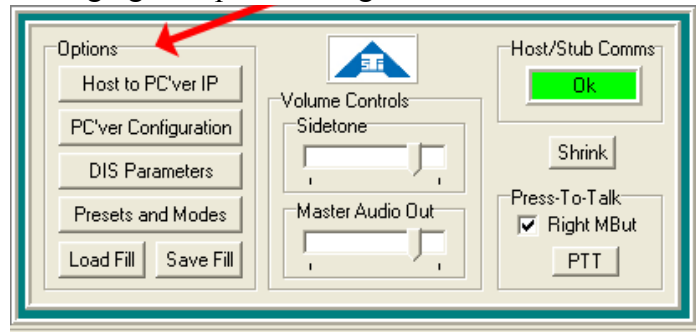 Options
Host to PC'ver IP
PC'ver Configuration
DIS Parameters
Presets and Modes
Load Fill Save Fill
STI
Volume Controls
Sidetone
Master Audio Out
Host/Stub Comms
Ok
Shrink
Press-To-Talk
Right MBut
PTT